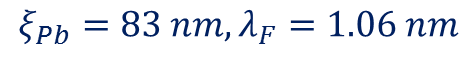 ξ_Pb = 83 nm, λ_F = 1.06 nm